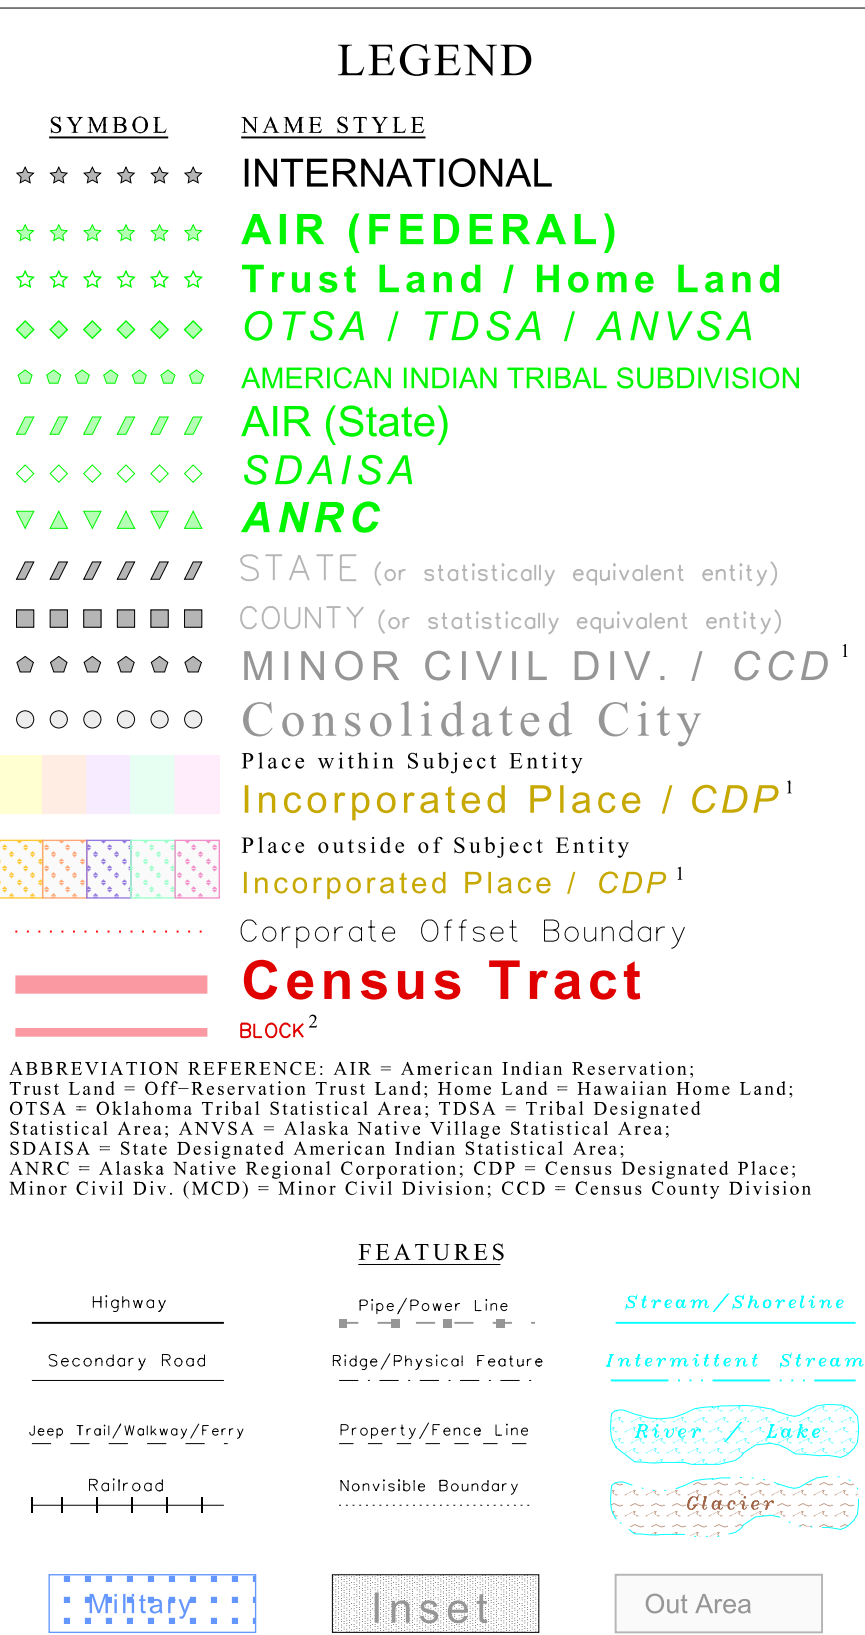 LEGEND
SYMBOL NAME STYLE
INTERNATIONAL
AIR (FEDERAL)
Trust Land / Home Land
OTSA / TDSA / ANVSA
AMERICAN INDIAN TRIBAL SUBDIVISION
AIR (State)
SDAISA
ANRC
STATE (or statistically equivalent entity)
COUNTY (or statistically equivalent entity)
MINOR CIVIL DIV. / CCD 1
Consolidated City
Place within Subject Entity
Incorporated Place / CDP 1
Place outside of Subject Entity
Incorporated Place / CDP 1
Corporate Offset Boundary
Census Tract
BLOCK 2
ABBREVIATION REFERENCE: AIR = American Indian Reservation;
Trust Land = Off−Reservation Trust Land; Home Land = Hawaiian Home Land;
OTSA = Oklahoma Tribal Statistical Area; TDSA = Tribal Designated
Statistical Area; ANVSA = Alaska Native Village Statistical Area;
SDAISA = State Designated American Indian Statistical Area;
ANRC = Alaska Native Regional Corporation; CDP = Census Designated Place;
Minor Civil Div. (MCD) = Minor Civil Division; CCD = Census County Division
FEATURES
Highway Pipe/Power Line Stream/Shoreline
Secondary Road Ridge/Physical Feature Intermittent Stream
Jeep Trail/Walkway/Ferry Property/Fence Line River / Lake
Railroad Nonvisible Boundary Glacier
Military Inset Out Area